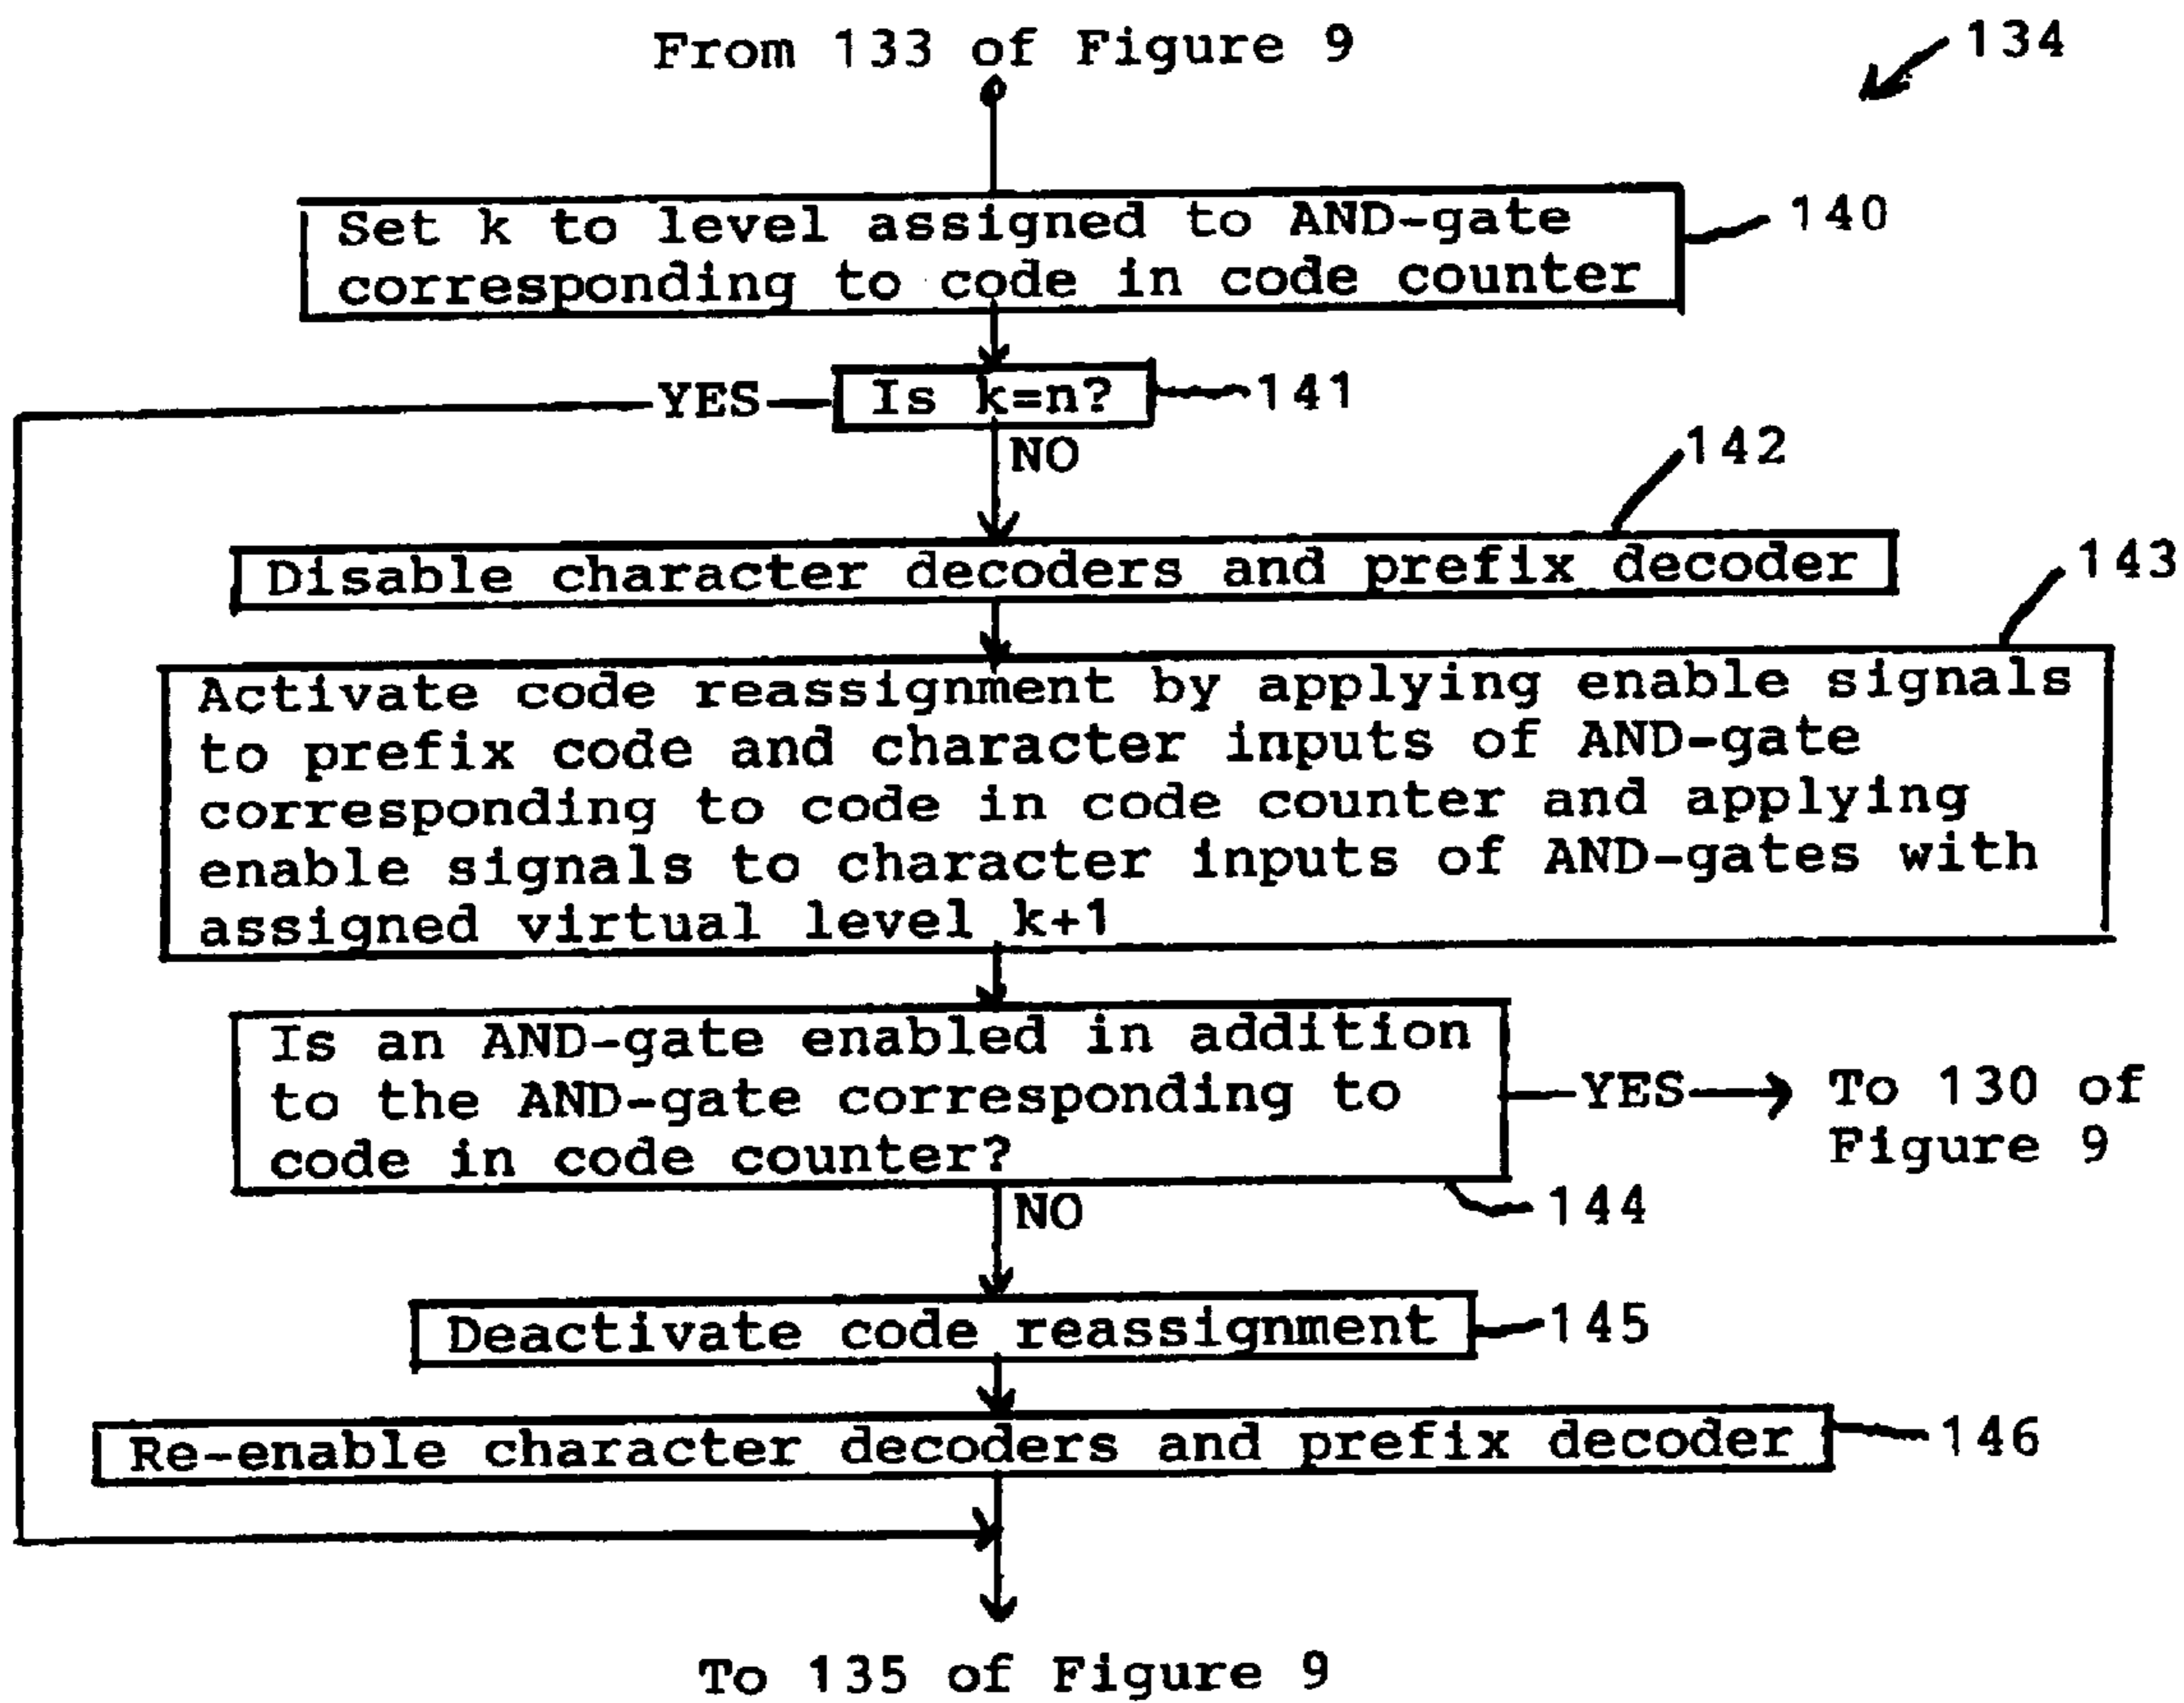 From 133 of Figure 9
134
Set k to level assigned to AND-gate
corresponding to code in code counter
140
YES
Is k=n?
141
NO
142
Disable character decoders and prefix decoder
143
Activate code reassignment by applying enable signals
to prefix code and character inputs of AND-gate
corresponding to code in code counter and applying
enable signals to character inputs of AND-gates with
assigned virtual level k+1
Is an AND-gate enabled in addition
to the AND-gate corresponding to
code in code counter?
YES
To 130 of
Figure 9
144
NO
Deactivate code reassignment
145
Re-enable character decoders and prefix decoder
146
To 135 of Figure 9